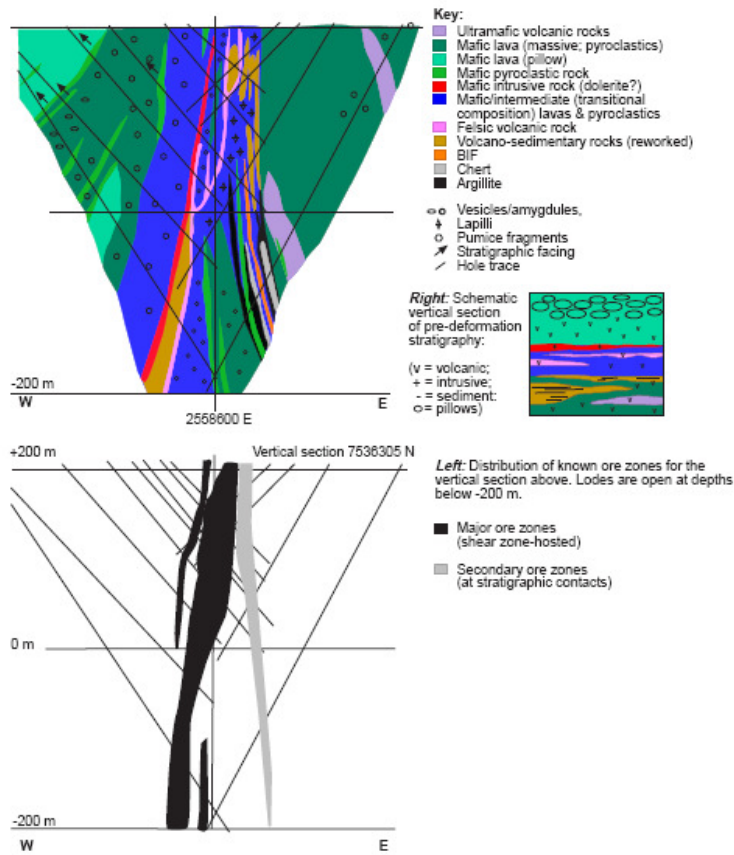 Key:
Ultramafic volcanic rocks
Mafic lava (massive; pyroclastics)
Mafic lava (pillow)
Mafic pyroclastic rock
Mafic intrusive rock (dolerite?)
Mafic/intermediate (transitional
composition) lavas & pyroclastics
Felsic volcanic rock
Volcano-sedimentary rocks (reworked)
BIF
Chert
Argillite
Vesicles/amygdules,
Lapilli
Pumice fragments
Stratigraphic facing
Hole trace
Right: Schematic
vertical section
of pre-deformation
stratigraphy:
(v = volcanic;
+ = intrusive;
- = sediment:
O = pillows)
-200 m
W
E
2558600 E
+200 m
Vertical section 7536305 N
Left: Distribution of known ore zones for the
vertical section above. Lodes are open at depths
below -200 m.
Major ore zones
(shear zone-hosted)
Secondary ore zones
(at stratigraphic contacts)
0 m
-200 m
W
E